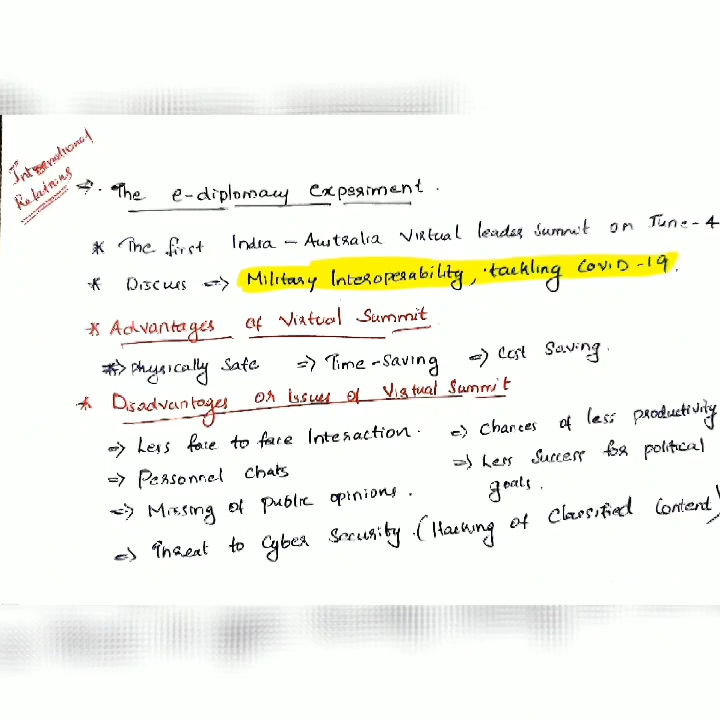 International
Relations
→. The e-diplomacy experiment.
* The first India - Australia Virtual leader summit on June-4
* Discuss => Military Interoperability, tackling COVID-19.
* Advantages of Virtual Summit
*=> Physically safe => Time-Saving => Cost Saving.
* Disadvantages or issues of Virtual Summit
=> Less face to face Interaction. => Chances of less productivity
=> Personnel chats => Less Success for political
goals.
=> Missing of public opinions.
=> Threat to Cyber Security. (Hacking of Classified Content)